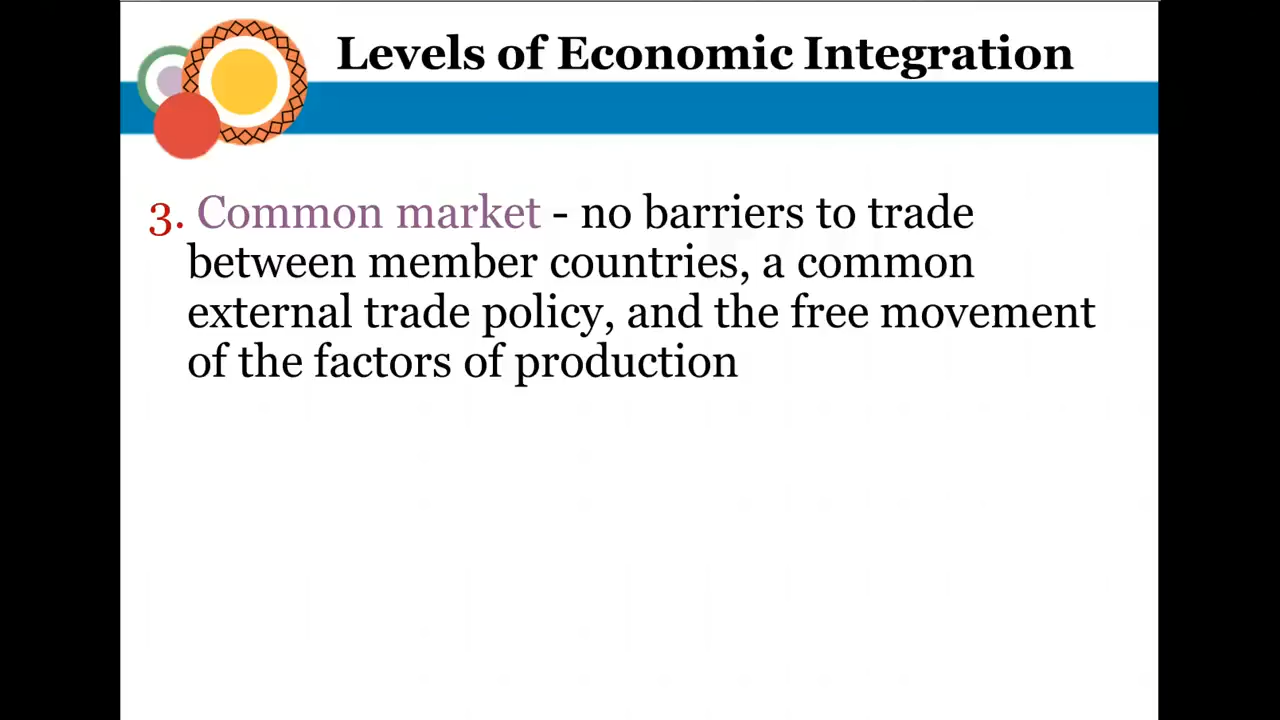 Levels of Economic Integration
3. Common market - no barriers to trade
between member countries, a common
external trade policy, and the free movement
of the factors of production